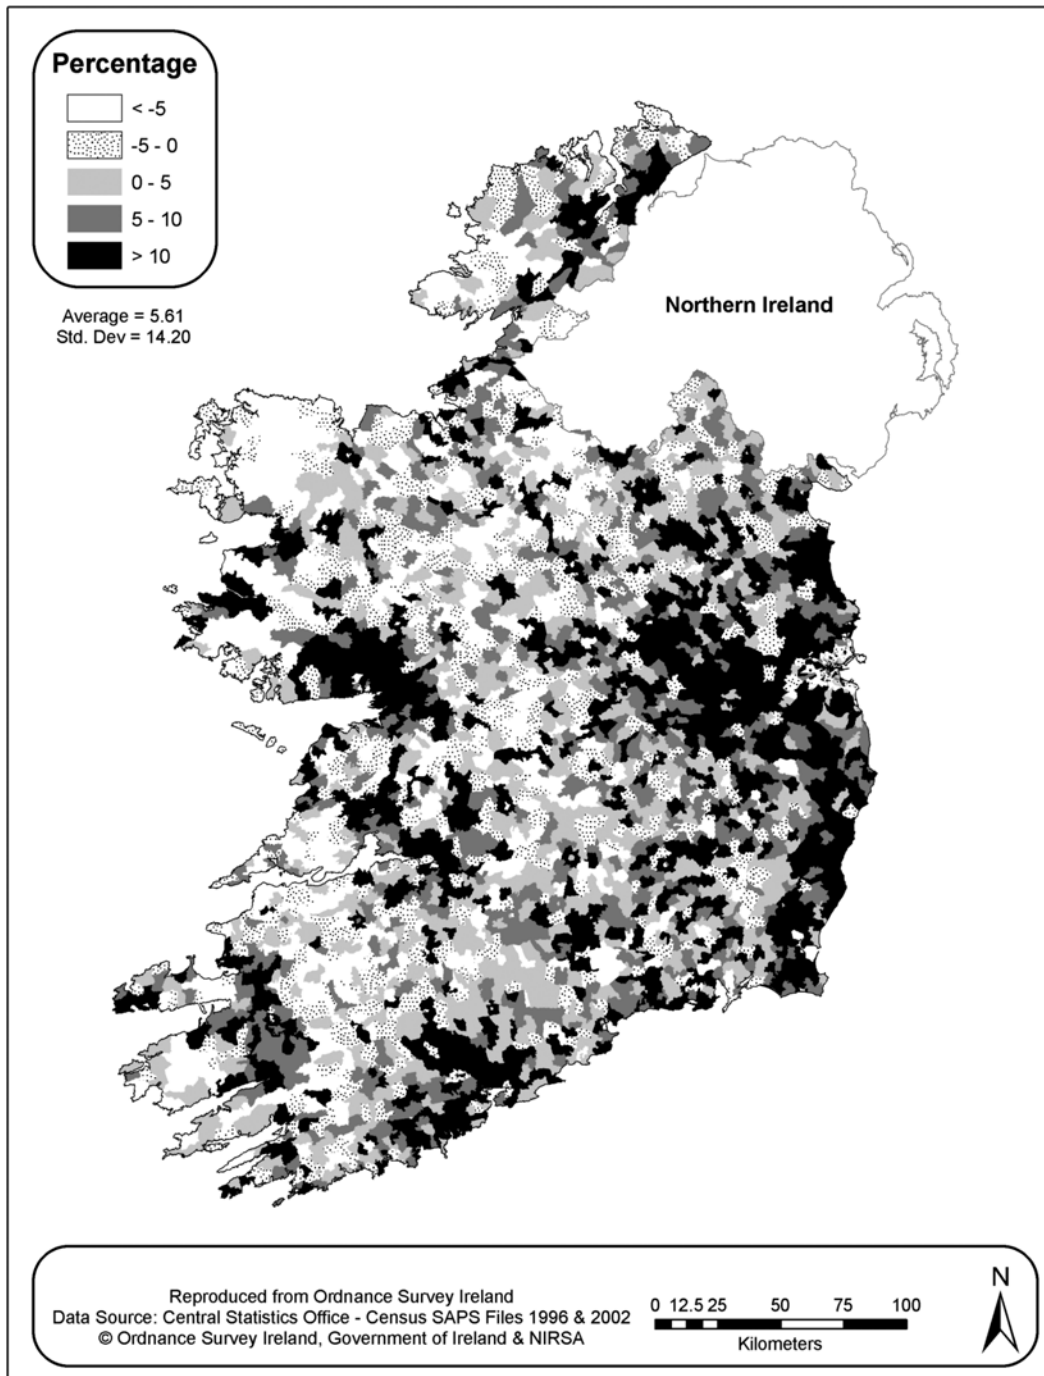 Percentage
< -5
-5 - 0
0 - 5
5 - 10
> 10
Average = 5.61
Std. Dev = 14.20
Northern Ireland
Reproduced from Ordnance Survey Ireland
Data Source: Central Statistics Office - Census SAPS Files 1996 & 2002
© Ordnance Survey Ireland, Government of Ireland & NIRSA
0 12.5 25 50 75 100
Kilometers
N